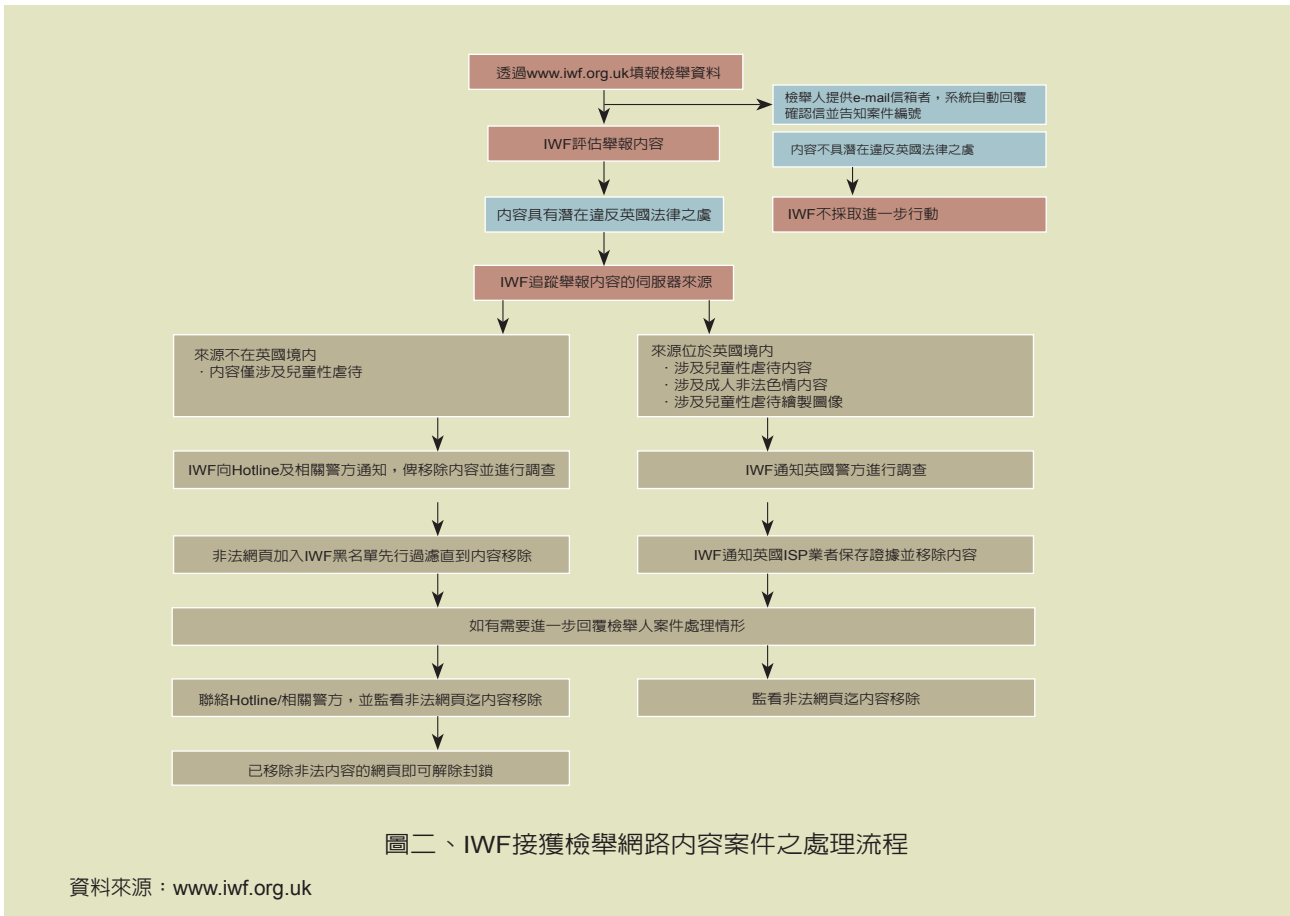 透過www.iwf.org.uk填報檢舉資料
檢舉人提供e-mail信箱者，系統自動回覆
確認信並告知案件編號
IWF評估舉報內容
內容不具潛在違反英國法律之虞
內容具有潛在違反英國法律之虞
IWF不採取進一步行動
IWF追蹤舉報內容的伺服器來源
來源不在英國境內
·內容僅涉及兒童性虐待
來源位於英國境內
·涉及兒童性虐待內容
·涉及成人非法色情內容
·涉及兒童性虐待繪製圖像
IWF向Hotline及相關警方通知，俾移除內容並進行調查
IWF通知英國警方進行調查
非法網頁加入IWF黑名單先行過濾直到內容移除
IWF通知英國ISP業者保存證據並移除內容
如有需要進一步回覆檢舉人案件處理情形
聯絡Hotline/相關警方，並監看非法網頁迄內容移除
監看非法網頁迄內容移除
已移除非法內容的網頁即可解除封鎖
圖二、IWF接獲檢舉網路內容案件之處理流程
資料來源：www.iwf.org.uk